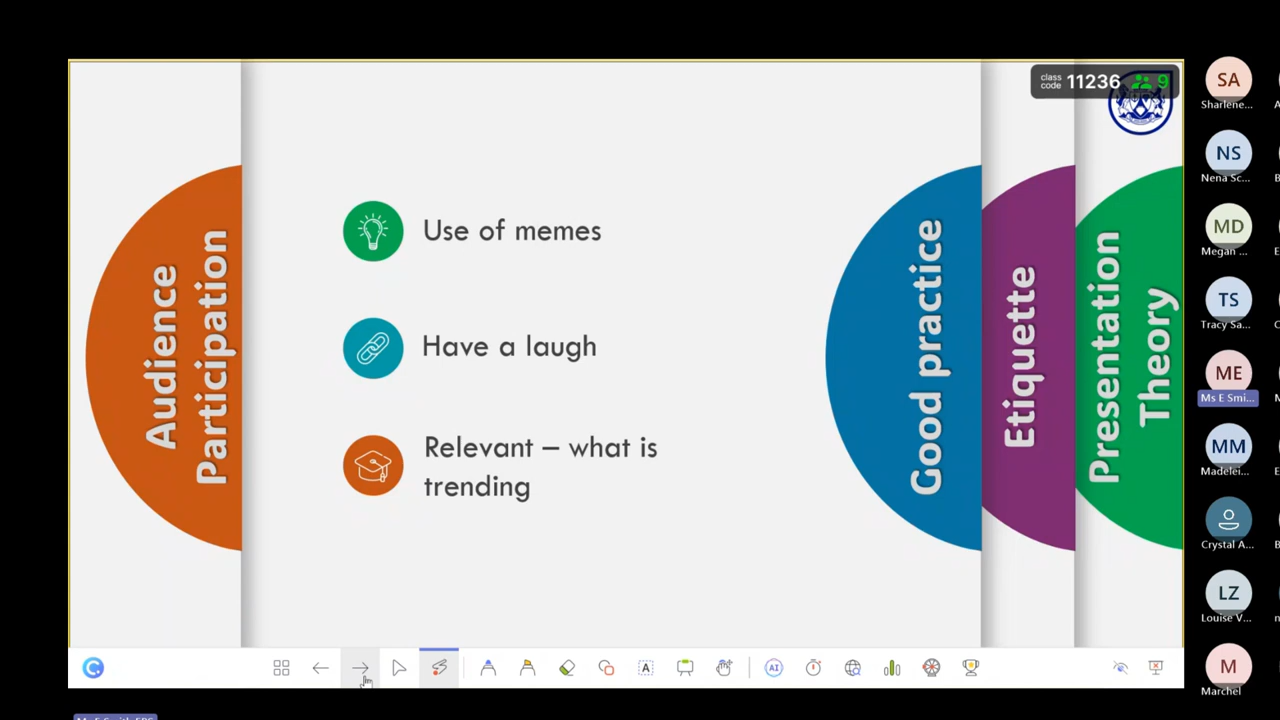 class
code 11236 9
Audience
Participation
Use of memes
Have a laugh
Relevant – what is
trending
Good practice
Etiquette
Presentation
Theory
AI
A
SA
Sharlene...
NS
Nena Sc...
MD
Megan ...
TS
Tracy Sa...
ME
Ms E Smi...
MM
Madelei...
Crystal A...
LZ
Louise V...
M
Marchel